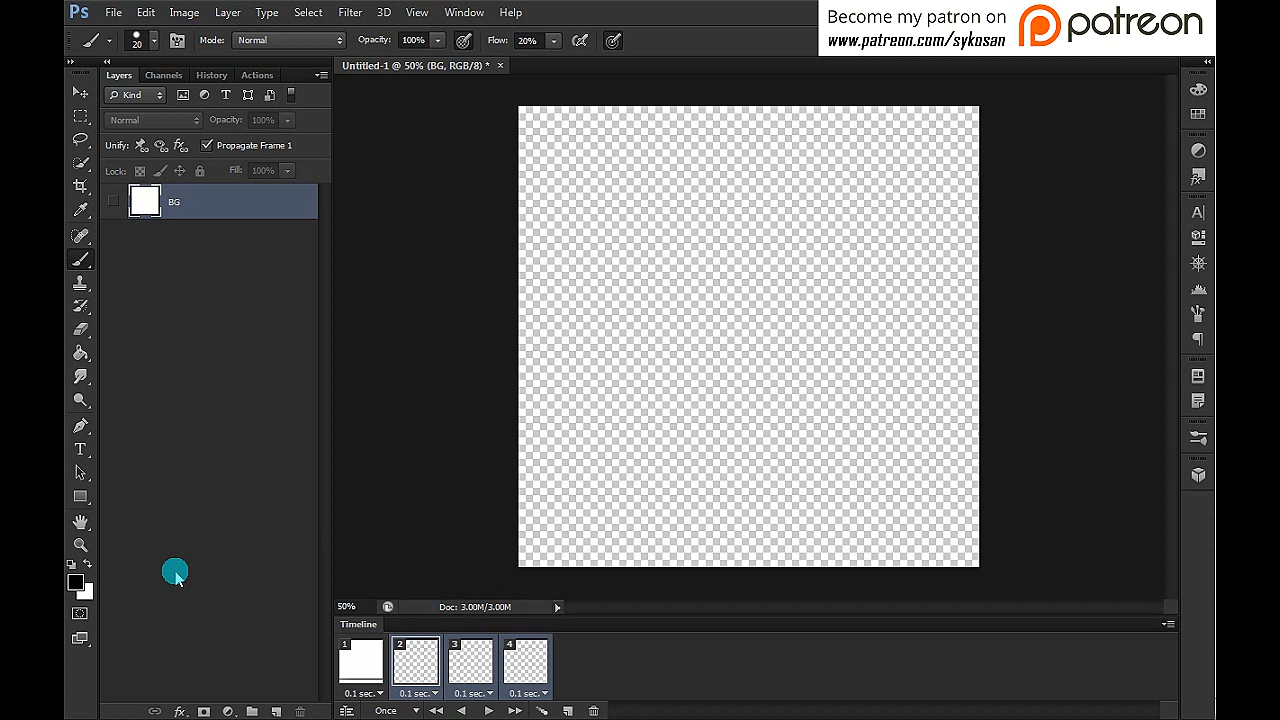 Ps File Edit Image Layer Type Select Filter 3D View Window Help
Become my patron on patreon
www.patreon.com/sykosan
20 Mode: Normal Opacity: 100% Flow: 20%
Layers Channels History Actions
Untitled-1 @ 50% (BG, RGB/8) *
Kind
Normal Opacity: 100%
Unify: Propagate Frame 1
Lock: Fill: 100%
BG
50% Doc: 3.00M/3.00M
Timeline
1 2 3 4
0.1 sec. 0.1 sec. 0.1 sec. 0.1 sec.
Once